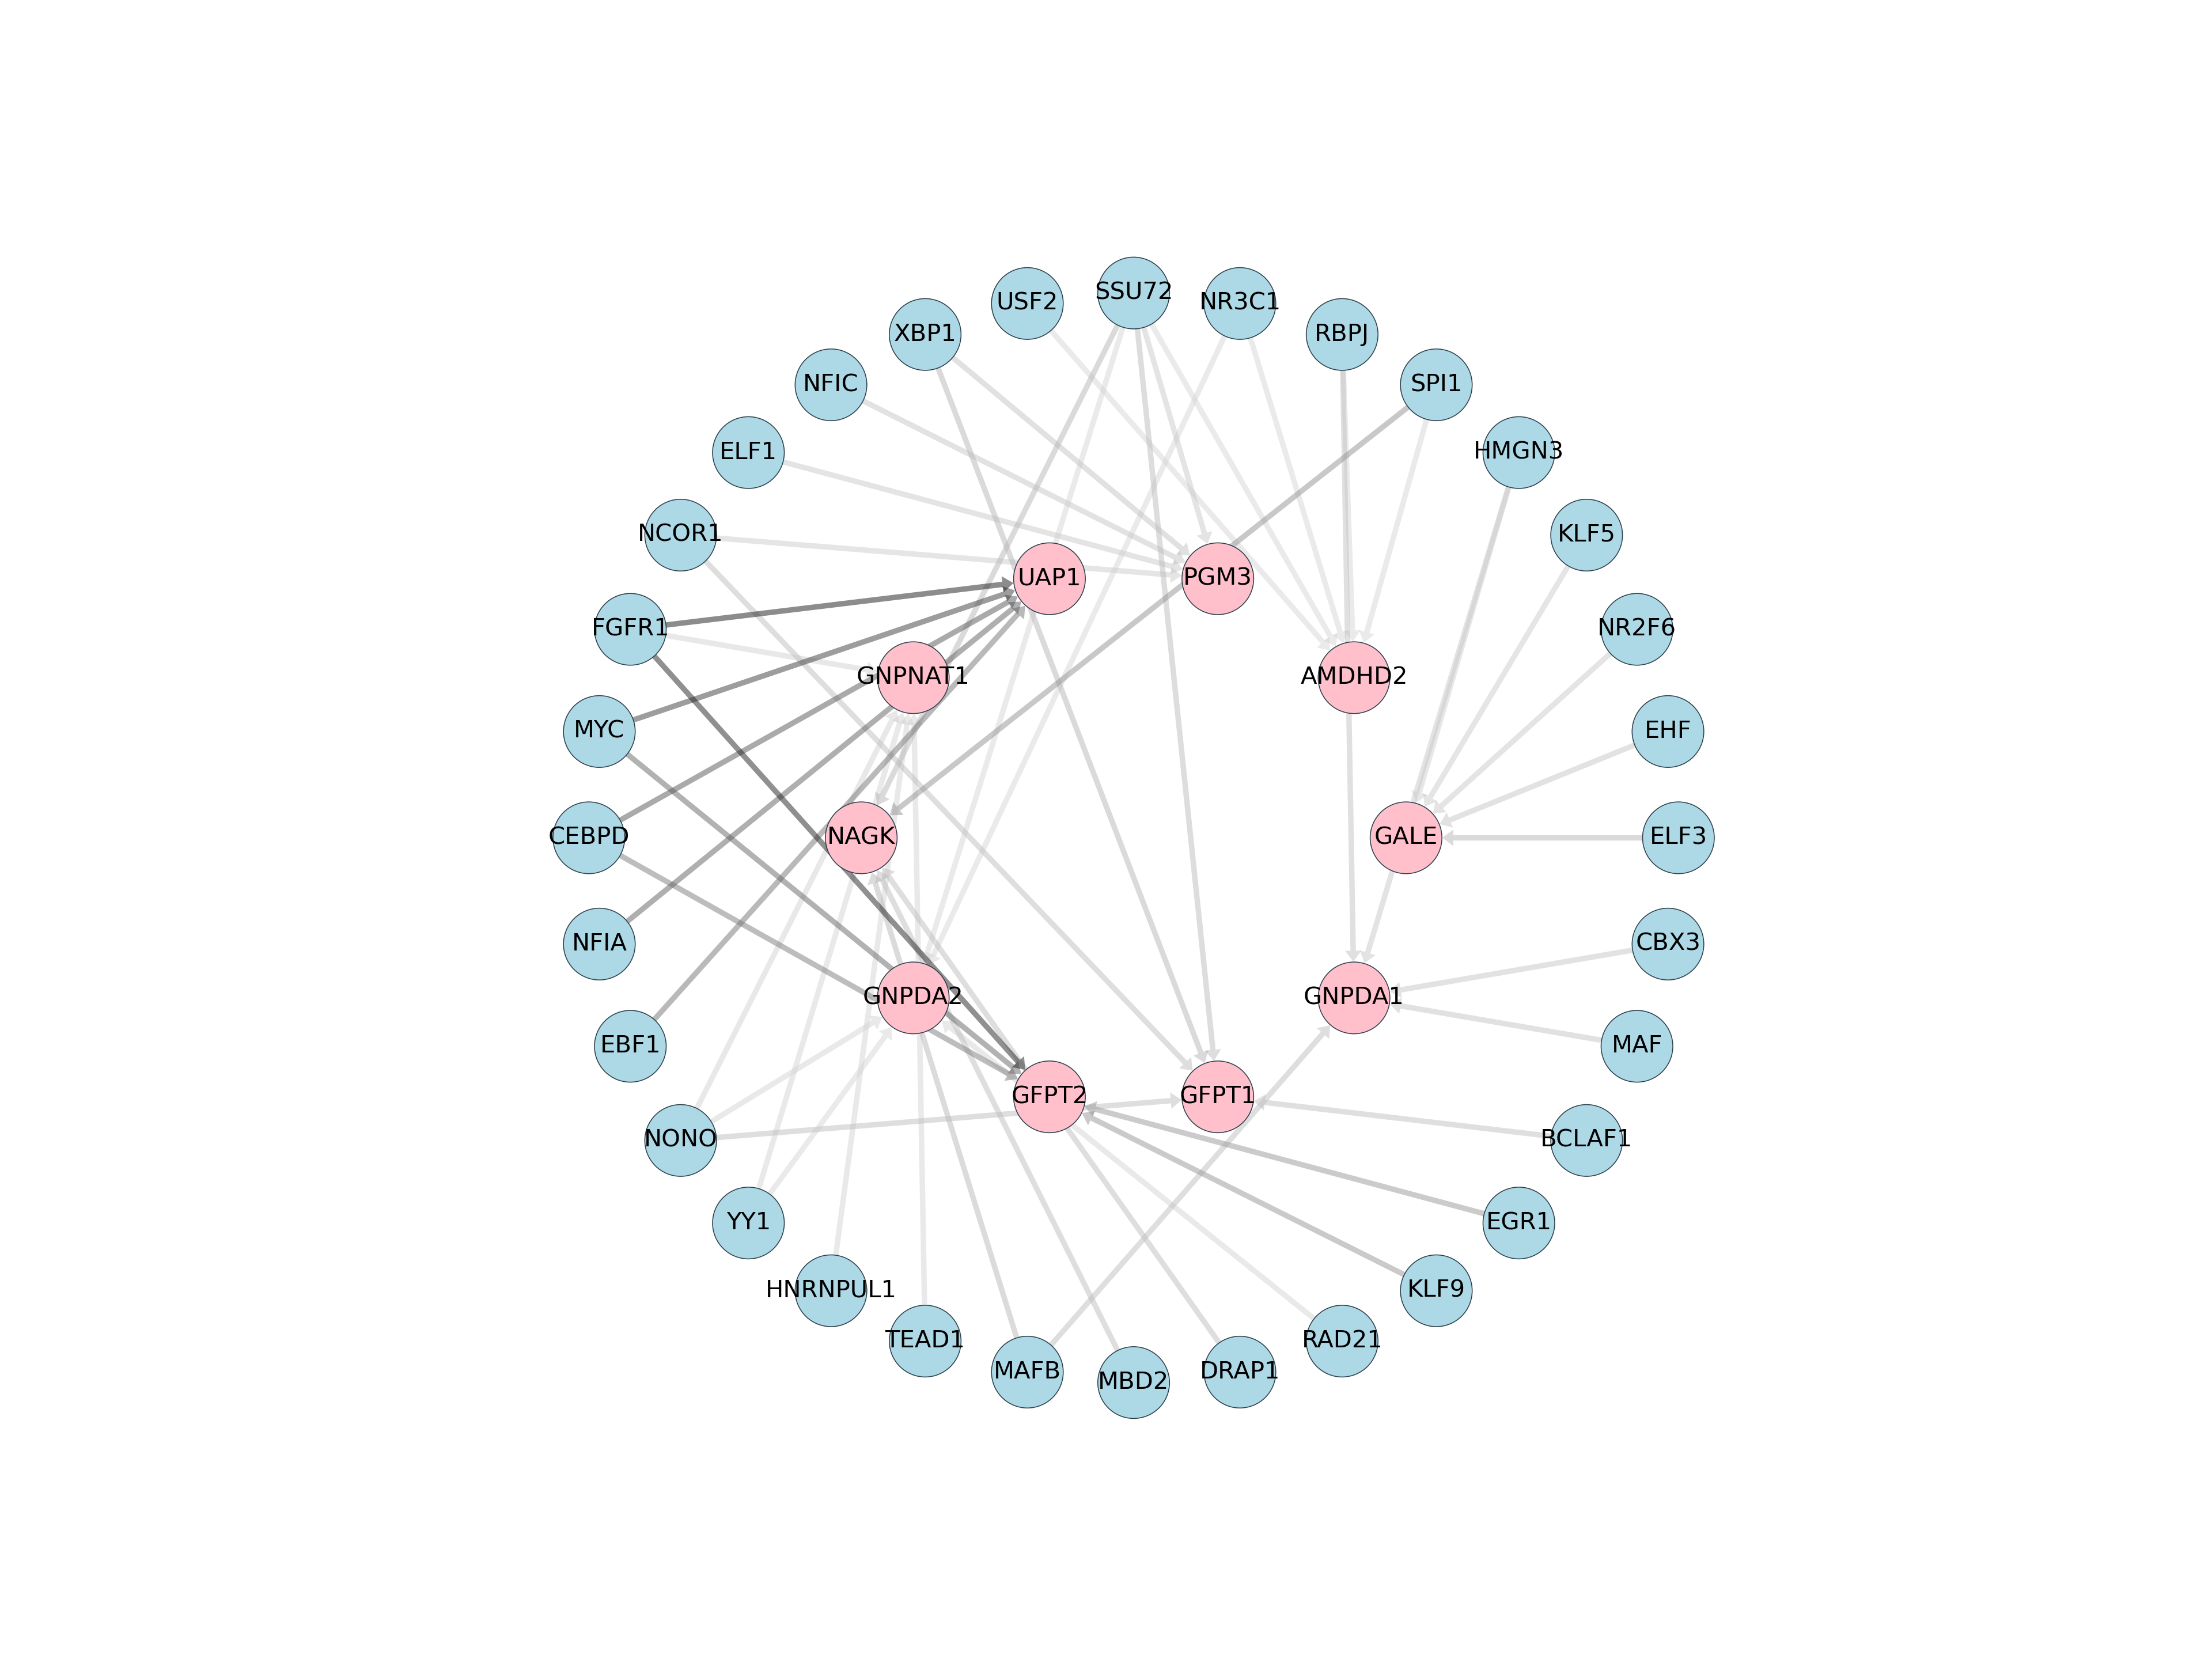 SSU72
USF2
NR3C1
XBP1
RBPJ
NFIC
SPI1
ELF1
HMGN3
NCOR1
KLF5
UAP1
PGM3
FGFR1
NR2F6
GNPNAT1
AMDHD2
MYC
EHF
CEBPD
NAGK
GALE
ELF3
NFIA
CBX3
GNPDA2
GNPDA1
EBF1
MAF
GFPT2
GFPT1
NONO
BCLAF1
YY1
EGR1
HNRNPUL1
KLF9
TEAD1
RAD21
MAFB
DRAP1
MBD2